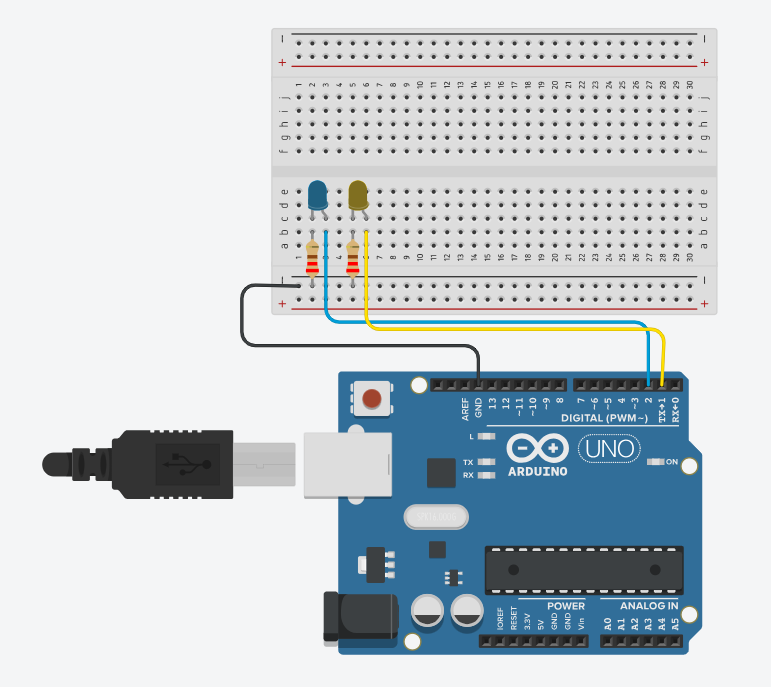 − −
+ +
1 2 3 4 5 6 7 8 9 10 11 12 13 14 15 16 17 18 19 20 21 22 23 24 25 26 27 28 29 30
j j
i i
h h
g g
f f
e e
d d
c c
b b
a a
1 3 4 5 6 7 8 9 10 11 12 13 14 15 16 17 18 19 20 21 22 23 24 25 26 27 28 29 30
− −
+ +
AREF GND 13 12 ~11 ~10 ~9 8 7 ~6 ~5 4 ~3 2 TX→1 RX←0
DIGITAL (PWM~)
L
TX
RX
UNO
ON
ARDUINO
POWER
ANALOG IN
IOREF RESET 3.3V 5V GND GND Vin A0 A1 A2 A3 A4 A5